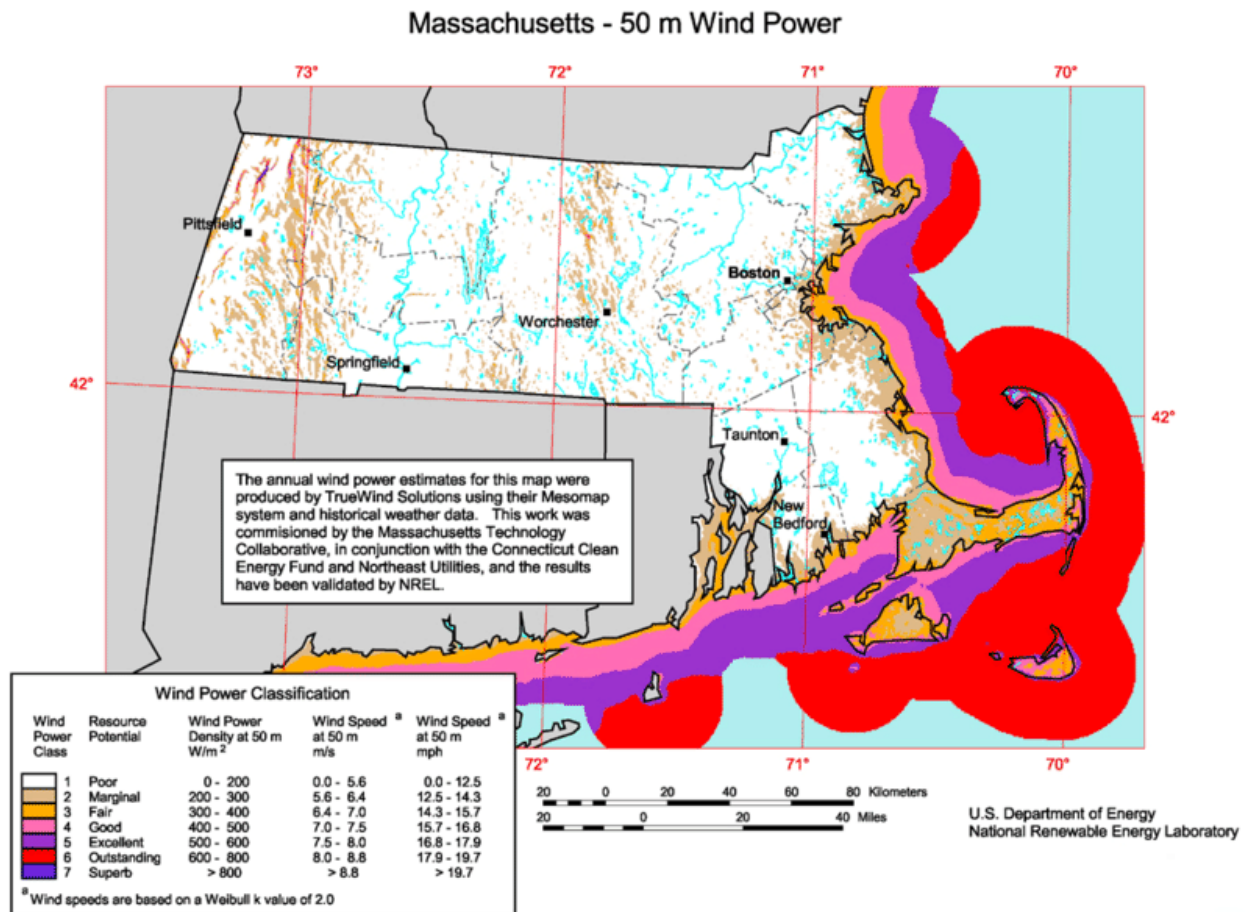 Massachusetts - 50 m Wind Power
73°
72°
71°
70°
Pittsfield
Boston
Worchester
Springfield
42°
42°
Taunton
New
Bedford
The annual wind power estimates for this map were
produced by TrueWind Solutions using their Mesomap
system and historical weather data. This work was
commisioned by the Massachusetts Technology
Collaborative, in conjunction with the Connecticut Clean
Energy Fund and Northeast Utilities, and the results
have been validated by NREL.
72°
71°
70°
Wind Power Classification
Wind Resource Wind Power Wind Speed a Wind Speed a
Power Potential Density at 50 m at 50 m at 50 m
Class W/m 2 m/s mph
1 Poor 0 - 200 0.0 - 5.6 0.0 - 12.5
2 Marginal 200 - 300 5.6 - 6.4 12.5 - 14.3
3 Fair 300 - 400 6.4 - 7.0 14.3 - 15.7
4 Good 400 - 500 7.0 - 7.5 15.7 - 16.8
5 Excellent 500 - 600 7.5 - 8.0 16.8 - 17.9
6 Outstanding 600 - 800 8.0 - 8.8 17.9 - 19.7
7 Superb > 800 > 8.8 > 19.7
a Wind speeds are based on a Weibull k value of 2.0
20 0 20 40 60 80 Kilometers
20 0 20 40 Miles
U.S. Department of Energy
National Renewable Energy Laboratory